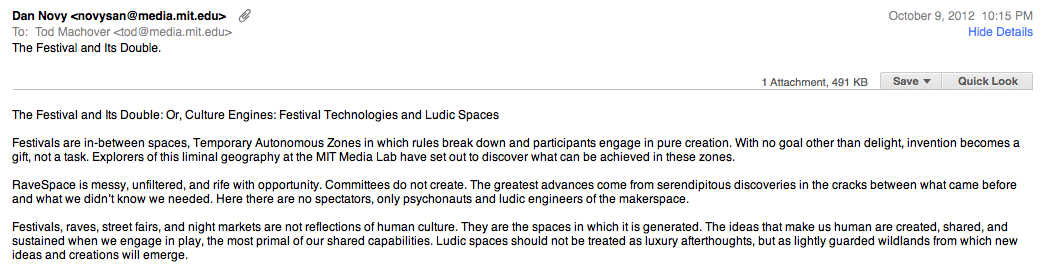 Dan Novy <novysan@media.mit.edu>
October 9, 2012 10:15 PM
To: Tod Machover <tod@media.mit.edu>
Hide Details
The Festival and Its Double.
1 Attachment, 491 KB
Save
Quick Look
The Festival and Its Double: Or, Culture Engines: Festival Technologies and Ludic Spaces
Festivals are in-between spaces, Temporary Autonomous Zones in which rules break down and participants engage in pure creation. With no goal other than delight, invention becomes a
gift, not a task. Explorers of this liminal geography at the MIT Media Lab have set out to discover what can be achieved in these zones.
RaveSpace is messy, unfiltered, and rife with opportunity. Committees do not create. The greatest advances come from serendipitous discoveries in the cracks between what came before
and what we didn't know we needed. Here there are no spectators, only psychonauts and ludic engineers of the makerspace.
Festivals, raves, street fairs, and night markets are not reflections of human culture. They are the spaces in which it is generated. The ideas that make us human are created, shared, and
sustained when we engage in play, the most primal of our shared capabilities. Ludic spaces should not be treated as luxury afterthoughts, but as lightly guarded wildlands from which new
ideas and creations will emerge.